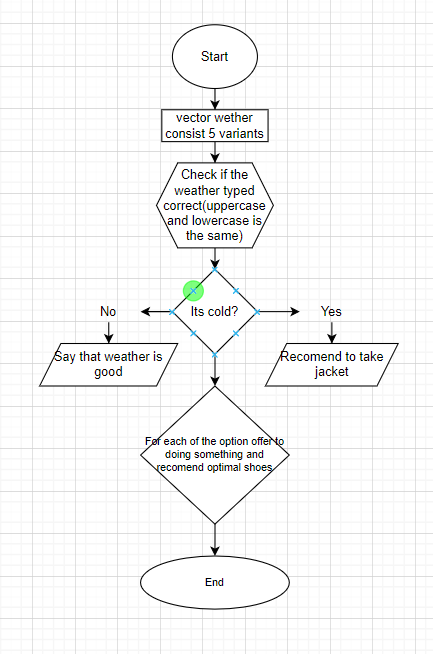 Start
vector wether
consist 5 variants
Check if the
weather typed
correct(uppercase
and lowercase is
the same)
Its cold?
No
Yes
Say that weather is
good
Recomend to take
jacket
For each of the option offer to
doing something and
recomend optimal shoes
End